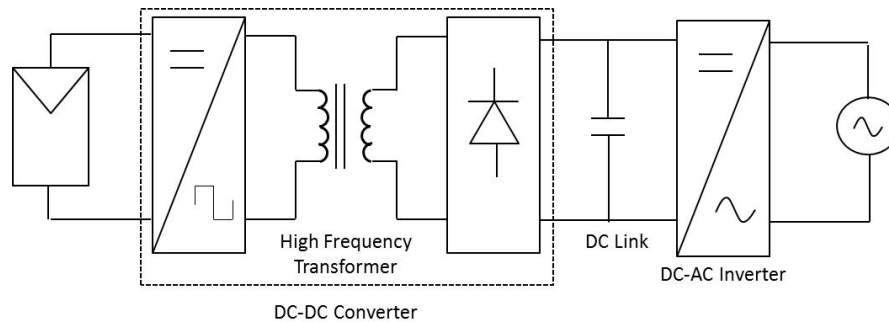 High Frequency
Transformer
DC Link
DC-AC Inverter
DC-DC Converter